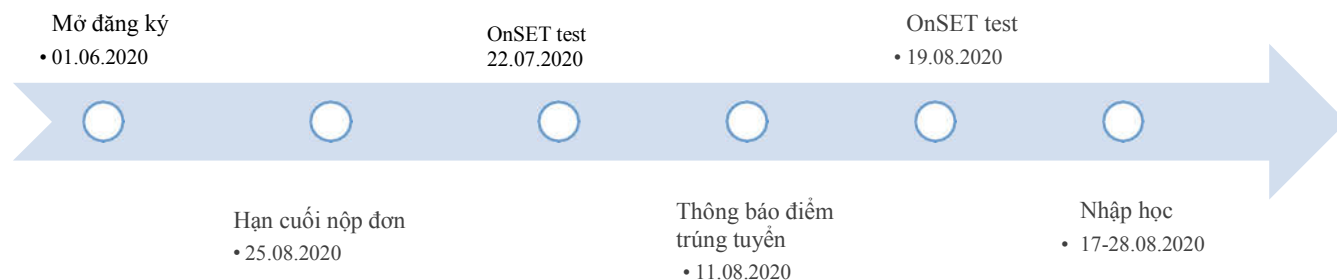 Mở đăng ký
• 01.06.2020
Hạn cuối nộp đơn
• 25.08.2020
OnSET test
22.07.2020
Thông báo điểm
trúng tuyển
• 11.08.2020
OnSET test
• 19.08.2020
Nhập học
• 17-28.08.2020